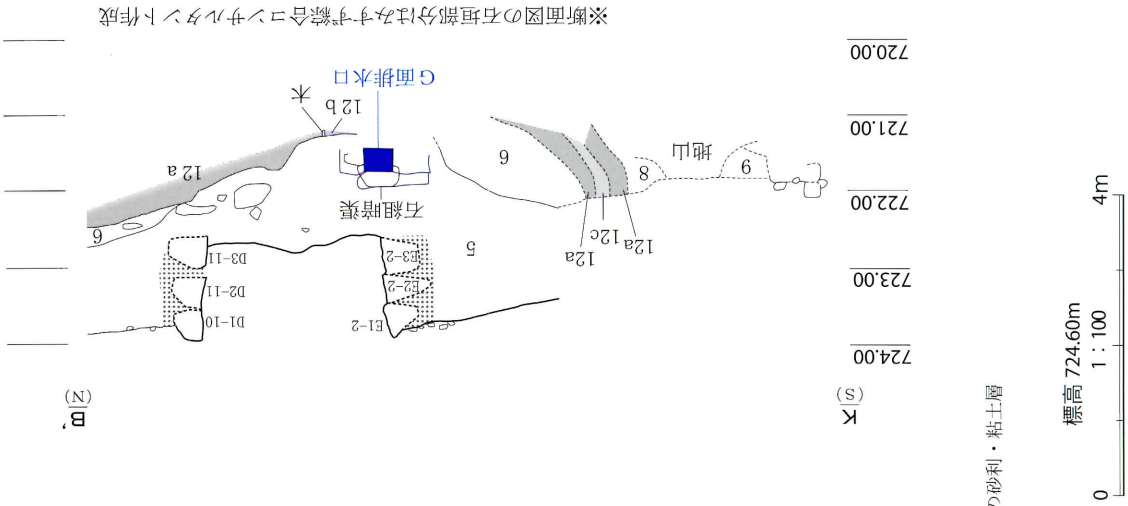 K
(S)
B'
(N)
724.00
723.00
722.00
721.00
720.00
E1-2
E2-2
E3-2
D1-10
D2-11
D3-11
5
6
6
8
9
地山
12a
12c
12a
12a
12b
木
石組暗渠
G面排水口
※断面図の石垣部分はみすず綜合コンサルタント作成
の砂利・粘土層
標高 724.60m
1:100
0
4m